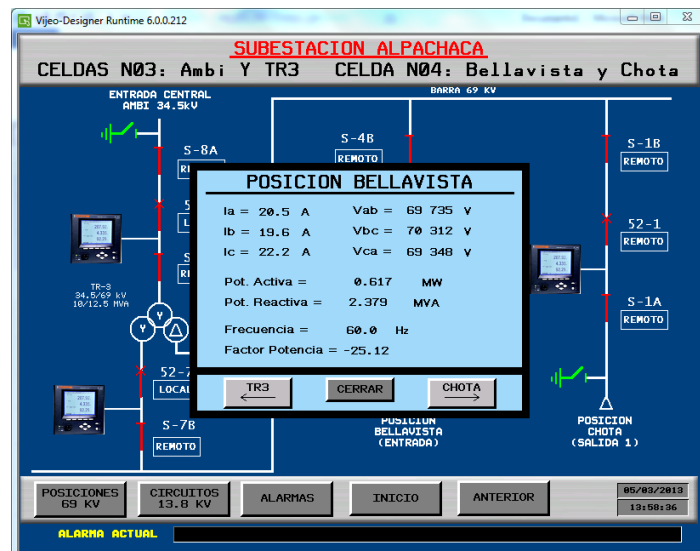 Vijeo-Designer Runtime 6.0.0.212
SUBESTACION ALPACHACA
CELDAS N03: Ambi Y TR3 CELDA N04: Bellavista y Chota
ENTRADA CENTRAL
AMBI 34.5kV
BARRA 69 KV
S-8A
S-4B
REMOTO
S-1B
REMOTO
52-1
REMOTO
S-1A
REMOTO
TR-3
34.5/69 kV
10/12.5 MVA
POSICION BELLAVISTA
Ia = 20.5 A Vab = 69 735 V
Ib = 19.6 A Vbc = 70 312 V
Ic = 22.2 A Vca = 69 348 V
Pot. Activa = 0.617 MW
Pot. Reactiva = 2.379 MVA
Frecuencia = 60.0 Hz
Factor Potencia = -25.12
TR3
CERRAR
CHOTA
52-7
LOCAL
S-7B
REMOTO
POSICION
BELLAVISTA
(ENTRADA)
POSICION
CHOTA
(SALIDA 1)
POSICIONES
69 KV
CIRCUITOS
13.8 KV
ALARMAS
INICIO
ANTERIOR
05/03/2013
13:58:36
ALARMA ACTUAL